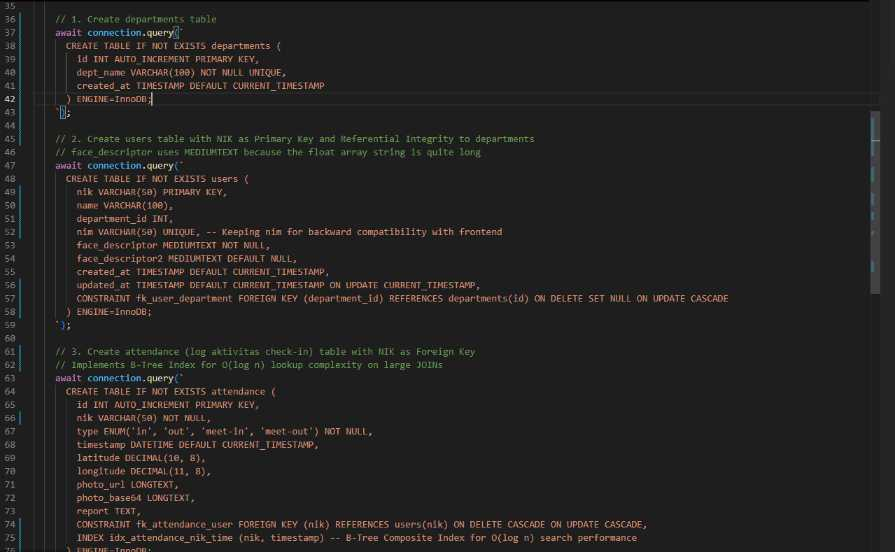 35
36 // 1. Create departments table
37 await connection.query(`
38 CREATE TABLE IF NOT EXISTS departments (
39 id INT AUTO_INCREMENT PRIMARY KEY,
40 dept_name VARCHAR(100) NOT NULL UNIQUE,
41 created_at TIMESTAMP DEFAULT CURRENT_TIMESTAMP
42 ) ENGINE=InnoDB;
43 `);
44
45 // 2. Create users table with NIK as Primary Key and Referential Integrity to departments
46 // face_descriptor uses MEDIUMTEXT because the float array string is quite long
47 await connection.query(`
48 CREATE TABLE IF NOT EXISTS users (
49 nik VARCHAR(50) PRIMARY KEY,
50 name VARCHAR(100),
51 department_id INT,
52 nim VARCHAR(50) UNIQUE, -- Keeping nim for backward compatibility with frontend
53 face_descriptor MEDIUMTEXT NOT NULL,
54 face_descriptor2 MEDIUMTEXT DEFAULT NULL,
55 created_at TIMESTAMP DEFAULT CURRENT_TIMESTAMP,
56 updated_at TIMESTAMP DEFAULT CURRENT_TIMESTAMP ON UPDATE CURRENT_TIMESTAMP,
57 CONSTRAINT fk_user_department FOREIGN KEY (department_id) REFERENCES departments(id) ON DELETE SET NULL ON UPDATE CASCADE
58 ) ENGINE=InnoDB;
59 `);
60
61 // 3. Create attendance (log aktivitas check-in) table with NIK as Foreign Key
62 // Implements B-Tree Index for O(log n) lookup complexity on large JOINs
63 await connection.query(`
64 CREATE TABLE IF NOT EXISTS attendance (
65 id INT AUTO_INCREMENT PRIMARY KEY,
66 nik VARCHAR(50) NOT NULL,
67 type ENUM('in', 'out', 'meet-in', 'meet-out') NOT NULL,
68 timestamp DATETIME DEFAULT CURRENT_TIMESTAMP,
69 latitude DECIMAL(10, 8),
70 longitude DECIMAL(11, 8),
71 photo_url LONGTEXT,
72 photo_base64 LONGTEXT,
73 report TEXT,
74 CONSTRAINT fk_attendance_user FOREIGN KEY (nik) REFERENCES users(nik) ON DELETE CASCADE ON UPDATE CASCADE,
75 INDEX idx_attendance_nik_time (nik, timestamp) -- B-Tree Composite Index for O(log n) search performance
76 ) ENGINE=InnoDB;